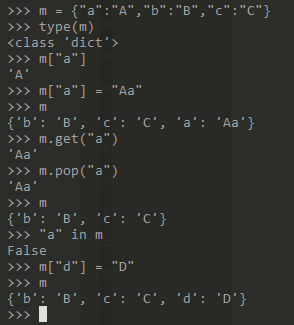 >>> m = {"a":"A","b":"B","c":"C"}
>>> type(m)
<class 'dict'>
>>> m["a"]
'A'
>>> m["a"] = "Aa"
>>> m
{'b': 'B', 'c': 'C', 'a': 'Aa'}
>>> m.get("a")
'Aa'
>>> m.pop("a")
'Aa'
>>> m
{'b': 'B', 'c': 'C'}
>>> "a" in m
False
>>> m["d"] = "D"
>>> m
{'b': 'B', 'c': 'C', 'd': 'D'}
>>>